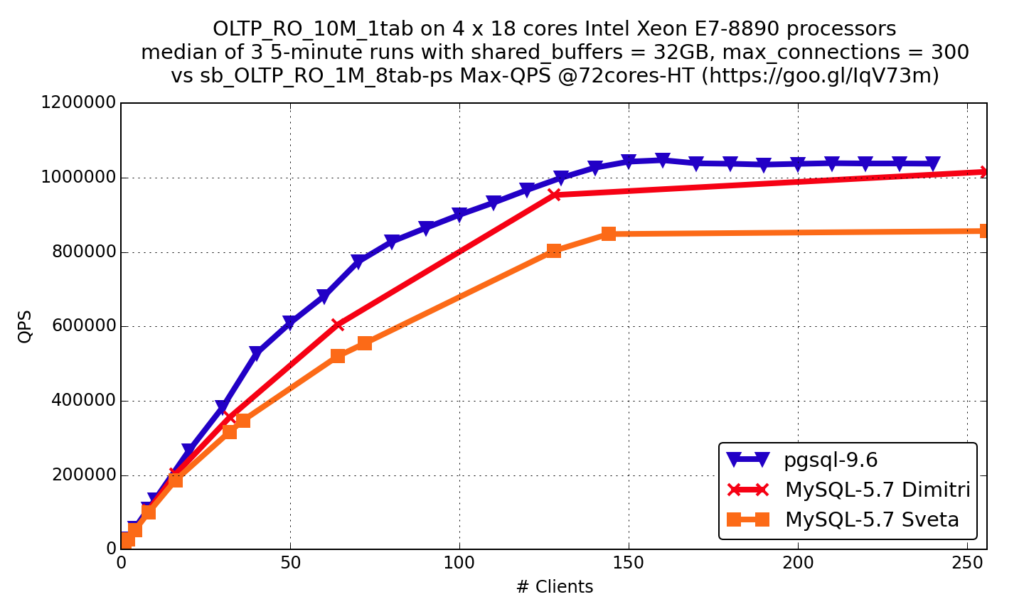 OLTP_RO_10M_1tab on 4 x 18 cores Intel Xeon E7-8890 processors
median of 3 5-minute runs with shared_buffers = 32GB, max_connections = 300
vs sb_OLTP_RO_1M_8tab-ps Max-QPS @72cores-HT (https://goo.gl/IqV73m)
1200000
1000000
800000
600000
400000
200000
0
QPS
0 50 100 150 200 250
# Clients
pgsql-9.6
MySQL-5.7 Dimitri
MySQL-5.7 Sveta